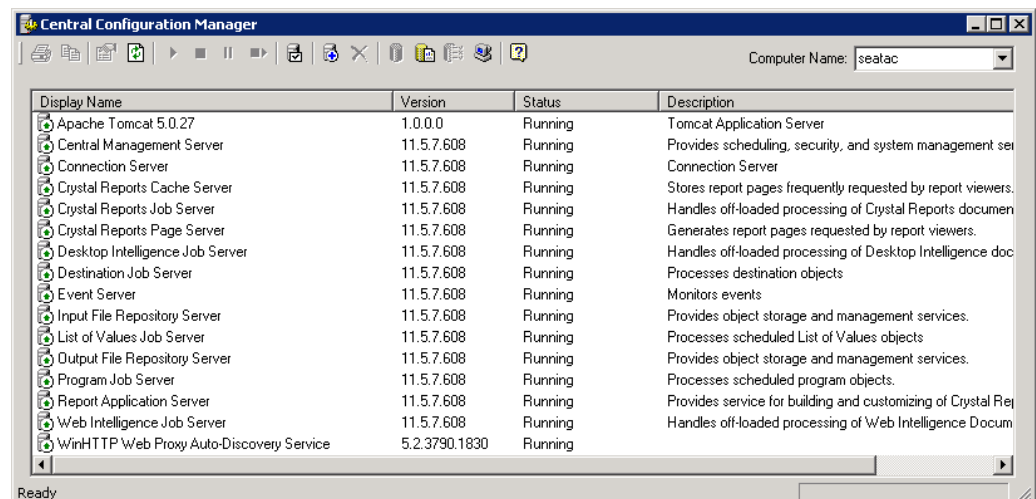 Central Configuration Manager
Computer Name: seatac
Display Name Version Status Description
Apache Tomcat 5.0.27 1.0.0.0 Running Tomcat Application Server
Central Management Server 11.5.7.608 Running Provides scheduling, security, and system management ser
Connection Server 11.5.7.608 Running Connection Server
Crystal Reports Cache Server 11.5.7.608 Running Stores report pages frequently requested by report viewers.
Crystal Reports Job Server 11.5.7.608 Running Handles off-loaded processing of Crystal Reports documen
Crystal Reports Page Server 11.5.7.608 Running Generates report pages requested by report viewers.
Desktop Intelligence Job Server 11.5.7.608 Running Handles off-loaded processing of Desktop Intelligence doc
Destination Job Server 11.5.7.608 Running Processes destination objects
Event Server 11.5.7.608 Running Monitors events
Input File Repository Server 11.5.7.608 Running Provides object storage and management services.
List of Values Job Server 11.5.7.608 Running Processes scheduled List of Values objects
Output File Repository Server 11.5.7.608 Running Provides object storage and management services.
Program Job Server 11.5.7.608 Running Processes scheduled program objects.
Report Application Server 11.5.7.608 Running Provides service for building and customizing of Crystal Rep
Web Intelligence Job Server 11.5.7.608 Running Handles off-loaded processing of Web Intelligence Docum
WinHTTP Web Proxy Auto-Discovery Service 5.2.3790.1830 Running
Ready